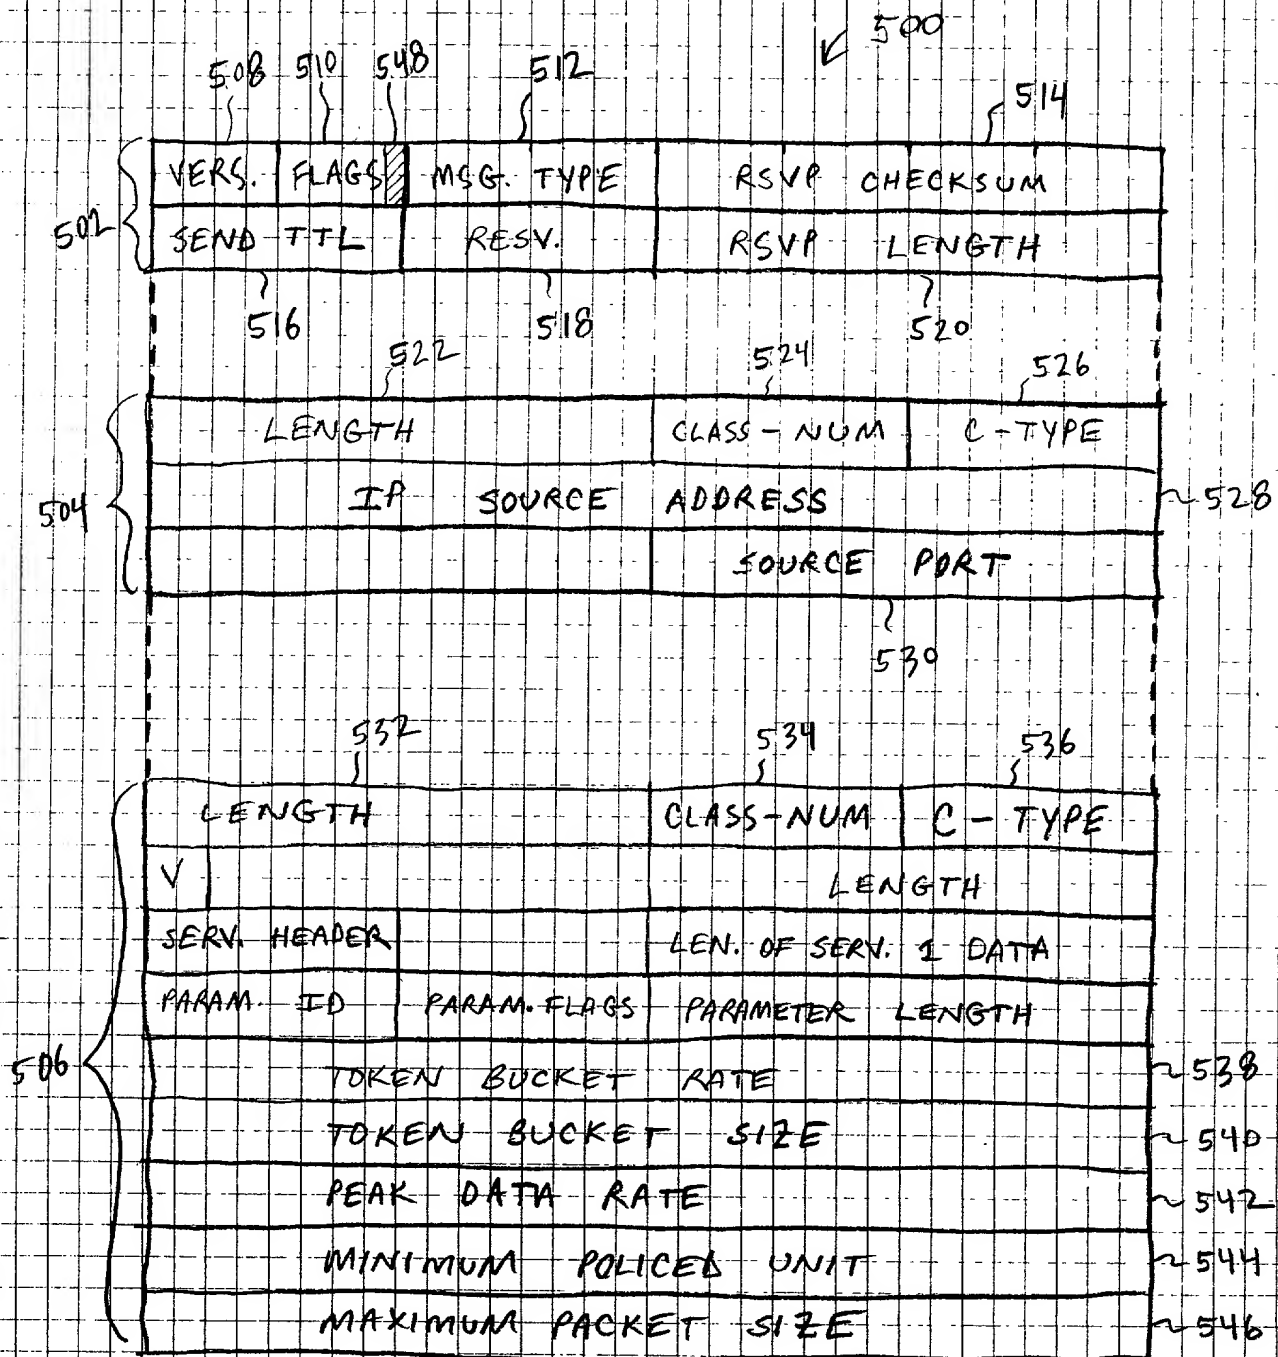 500
508 510 548 512 514
VERS. FLAGS MSG. TYPE RSVP CHECKSUM
502
SEND TTL RESV. RSVP LENGTH
516 518 520
522 524 526
LENGTH CLASS-NUM C-TYPE
504
IP SOURCE ADDRESS 528
SOURCE PORT
530
532 534 536
LENGTH CLASS-NUM C-TYPE
V LENGTH
SERV. HEADER LEN. OF SERV. 1 DATA
PARAM. ID PARAM. FLAGS PARAMETER LENGTH
506
TOKEN BUCKET RATE 538
TOKEN BUCKET SIZE 540
PEAK DATA RATE 542
MINIMUM POLICED UNIT 544
MAXIMUM PACKET SIZE 546